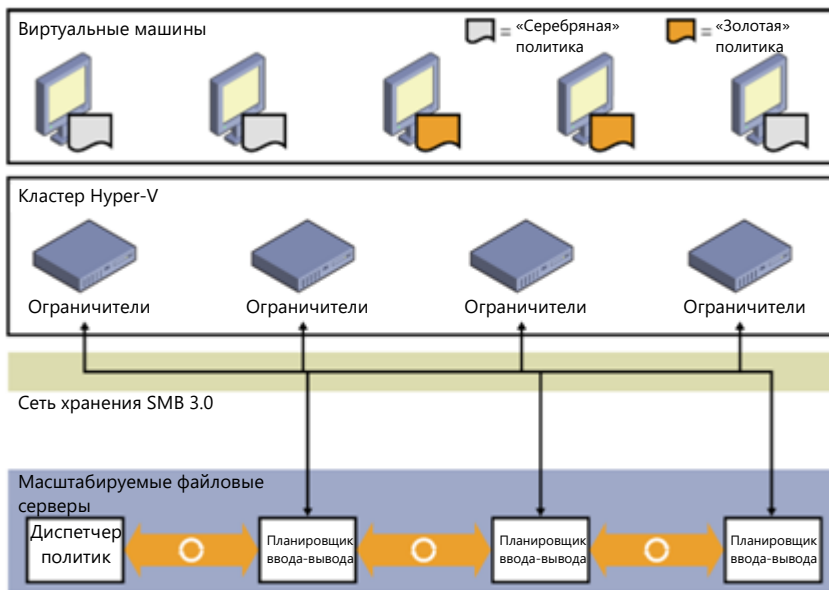 Виртуальные машины
= «Серебряная»
политика
= «Золотая»
политика
Кластер Hyper-V
Ограничители
Ограничители
Ограничители
Ограничители
Сеть хранения SMB 3.0
Масштабируемые файловые
серверы
Диспетчер
политик
Планировщик
ввода-вывода
Планировщик
ввода-вывода
Планировщик
ввода-вывода